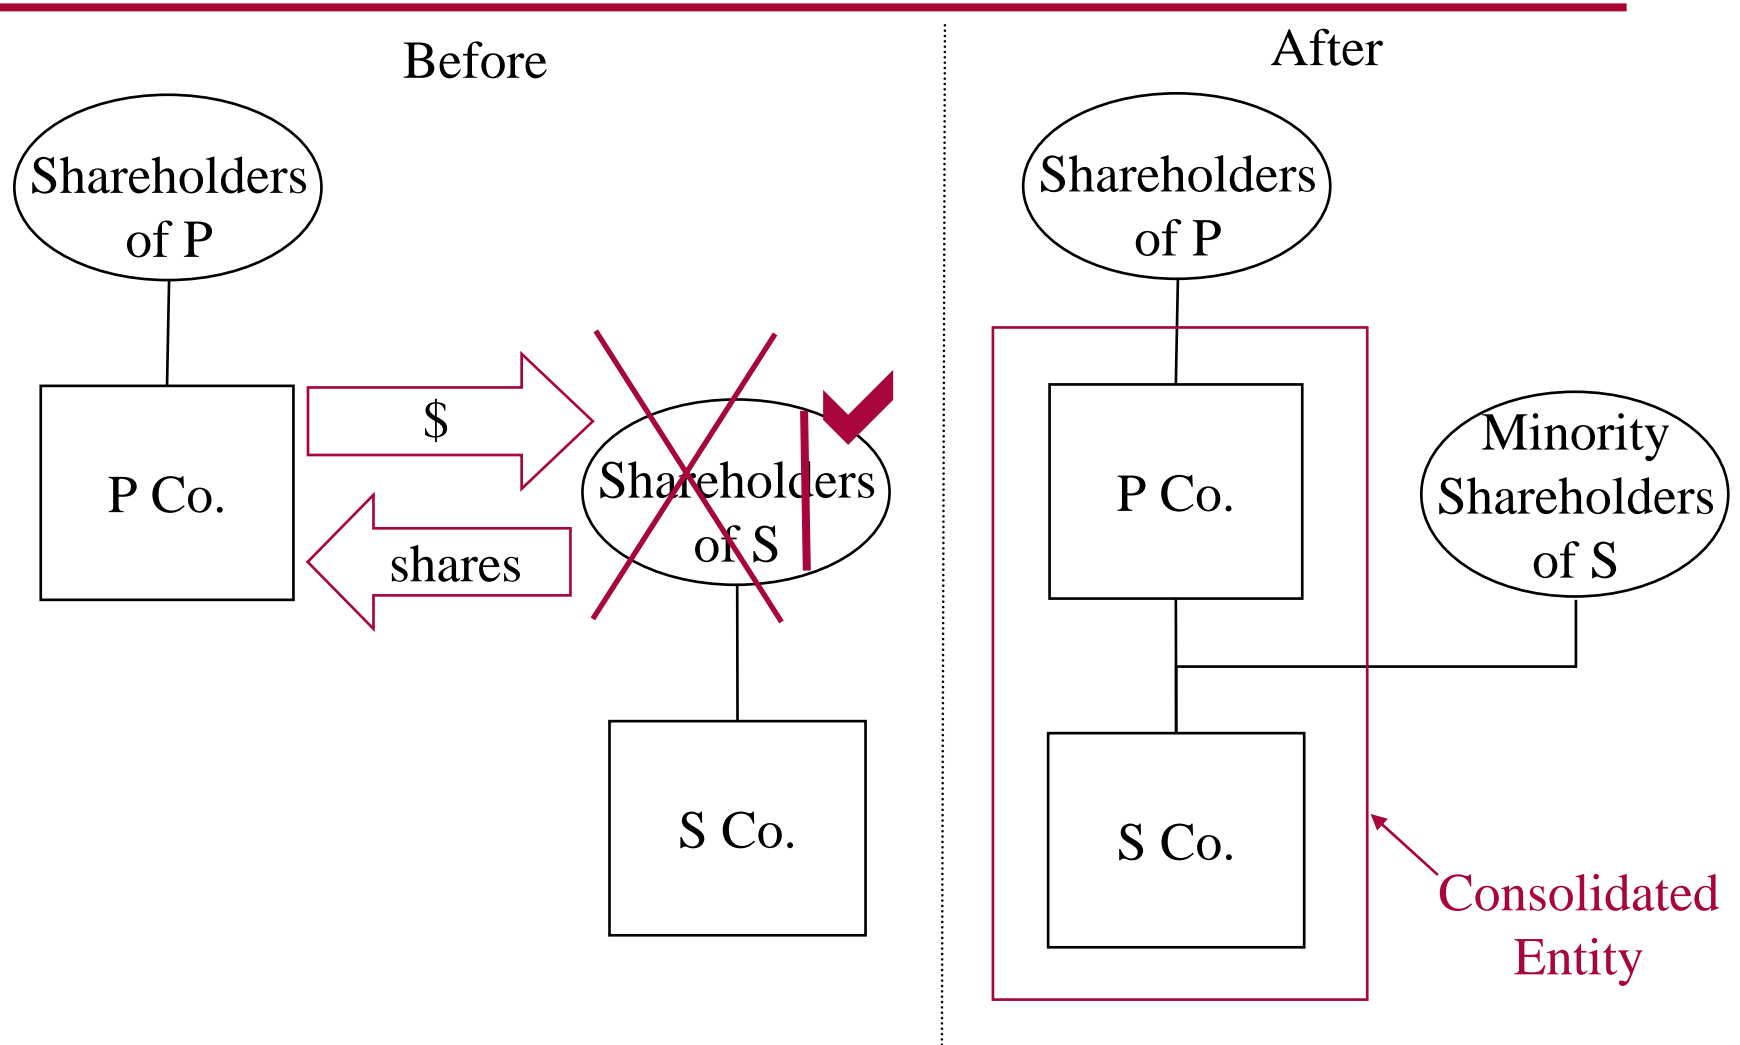 Before
Shareholders
of P
P Co.
$
shares
Shareholders
of S
S Co.
After
Shareholders
of P
P Co.
Minority
Shareholders
of S
S Co.
Consolidated
Entity